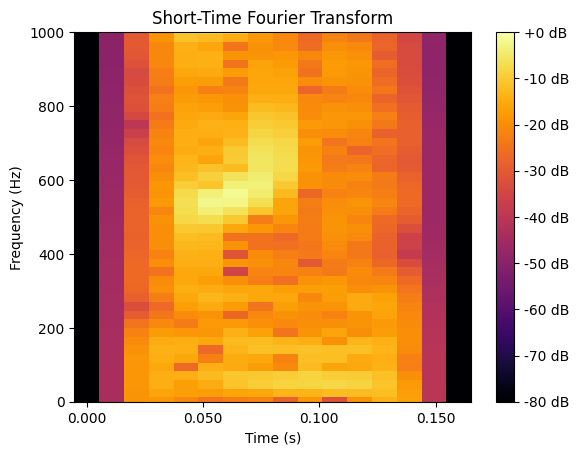 Short-Time Fourier Transform
1000
800
600
400
200
0
Frequency (Hz)
0.000
0.050
0.100
0.150
Time (s)
+0 dB
-10 dB
-20 dB
-30 dB
-40 dB
-50 dB
-60 dB
-70 dB
-80 dB